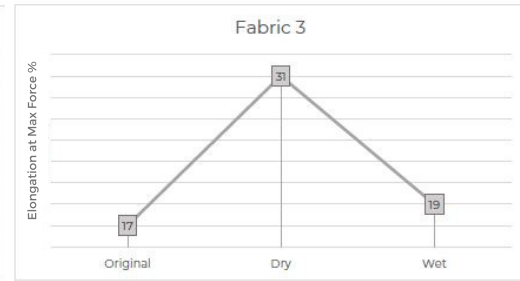 Fabric 3
Elongation at Max Force %
31
19
17
Original Dry Wet